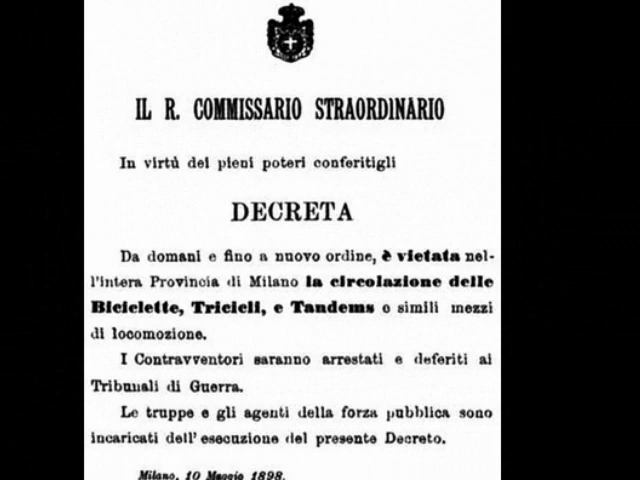 IL R. COMMISSARIO STRAORDINARIO
In virtù dei pieni poteri conferitigli
DECRETA
Da domani e fino a nuovo ordine, è vietata nel-
l'intera Provincia di Milano la circolazione delle
Biciclette, Tricicli, e Tandems o simili mezzi
di locomozione.
I Contravventori saranno arrestati e deferiti ai
Tribunali di Guerra.
Le truppe e gli agenti della forza pubblica sono
incaricati dell'esecuzione del presente Decreto.
Milano, 10 Maggio 1898.